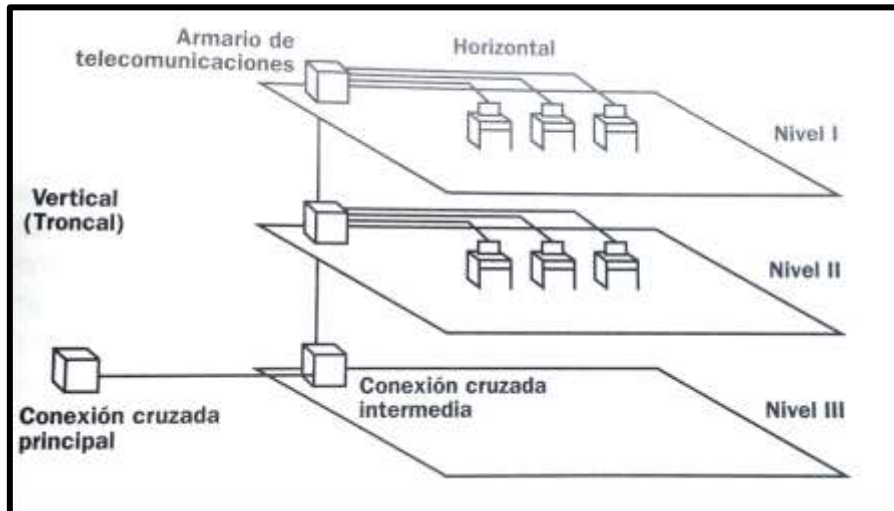 Armario de
telecomunicaciones
Horizontal
Nivel I
Vertical
(Troncal)
Nivel II
Conexión cruzada
intermedia
Nivel III
Conexión cruzada
principal